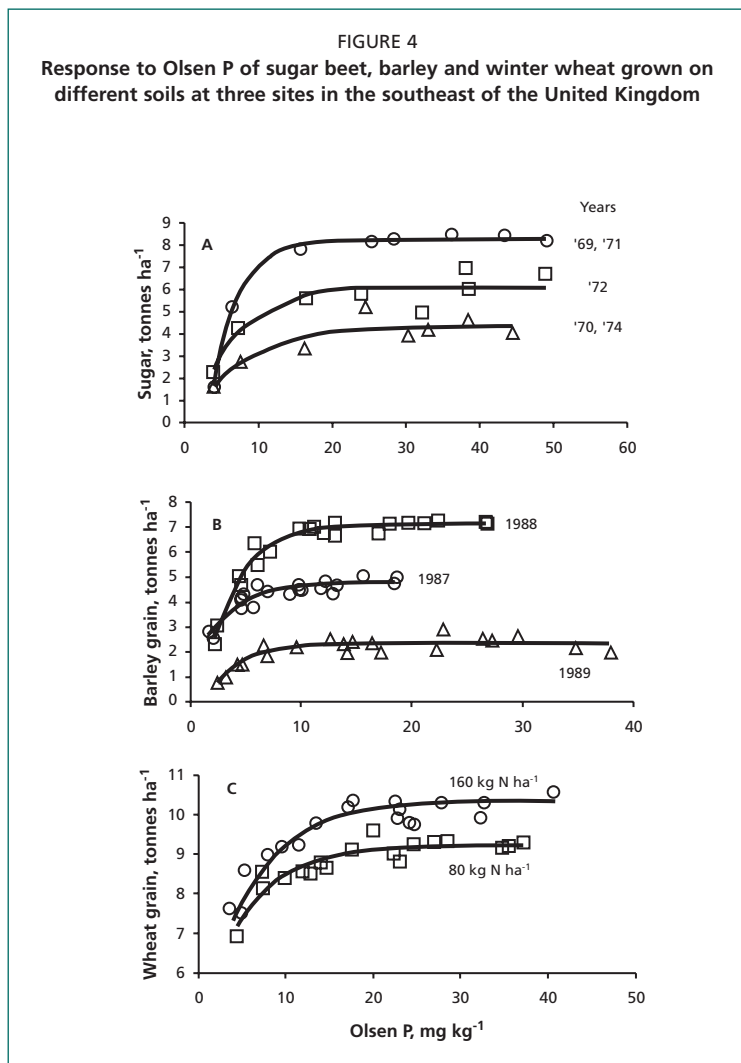 FIGURE 4
Response to Olsen P of sugar beet, barley and winter wheat grown on
different soils at three sites in the southeast of the United Kingdom
Years
9
8
7
6
5
4
3
2
1
0
Sugar, tonnes ha⁻¹
A
'69, '71
'72
'70, '74
0 10 20 30 40 50 60
8
7
6
5
4
3
2
1
0
Barley grain, tonnes ha⁻¹
B
1988
1987
1989
0 10 20 30 40
11
10
9
8
7
6
Wheat grain, tonnes ha⁻¹
C
160 kg N ha⁻¹
80 kg N ha⁻¹
0 10 20 30 40 50
Olsen P, mg kg⁻¹